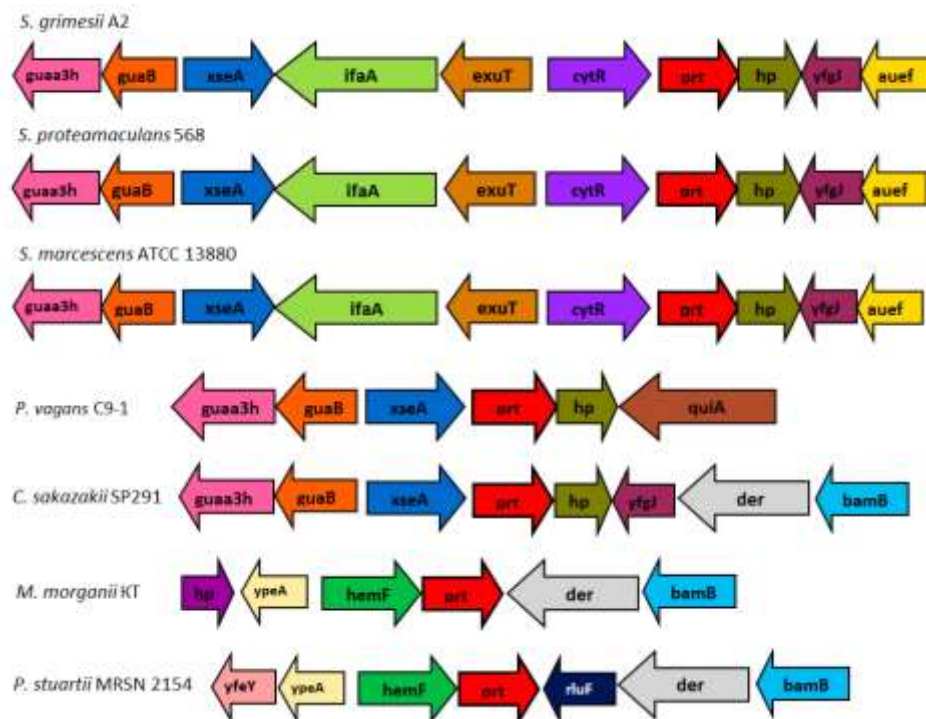 S. grimesii A2
guaa3h guaB xseA ifaA exuT cytR ort hp yfgJ auef
S. proteamaculans 568
guaa3h guaB xseA ifaA exuT cytR ort hp yfgJ auef
S. marcescens ATCC 13880
guaa3h guaB xseA ifaA exuT cytR ort hp yfgJ auef
P. vagans C9-1 guaa3h guaB xseA ort hp quiA
C. sakazakii SP291 guaa3h guaB xseA ort hp yfgJ der bamB
M. morganii KT hp ypeA hemF ort der bamB
P. stuartii MRSN 2154 yfeY ypeA hemF ort rluF der bamB